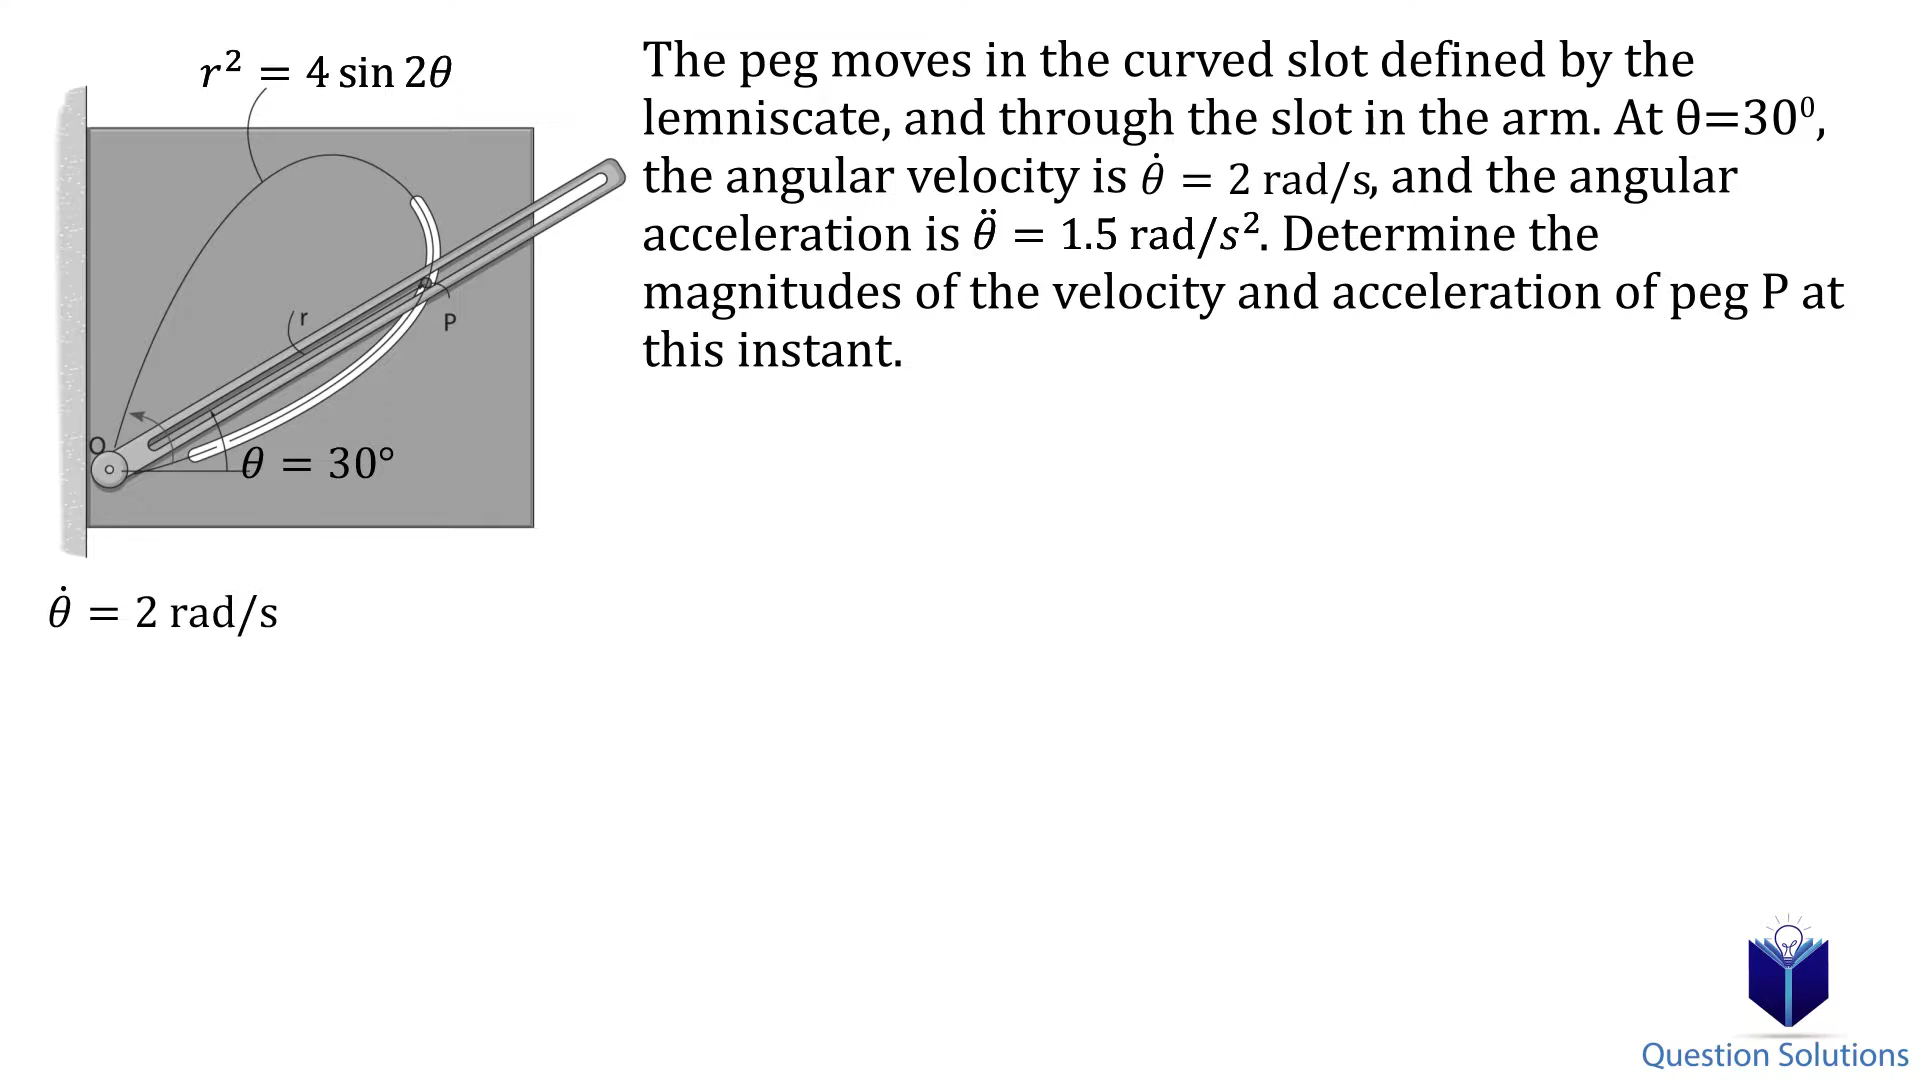 r² = 4 sin 2θ
The peg moves in the curved slot defined by the
lemniscate, and through the slot in the arm. At θ=30⁰,
the angular velocity is θ̇ = 2 rad/s, and the angular
acceleration is θ̈ = 1.5 rad/s². Determine the
magnitudes of the velocity and acceleration of peg P at
this instant.
r
P
O
θ = 30°
θ̇ = 2 rad/s
Question Solutions